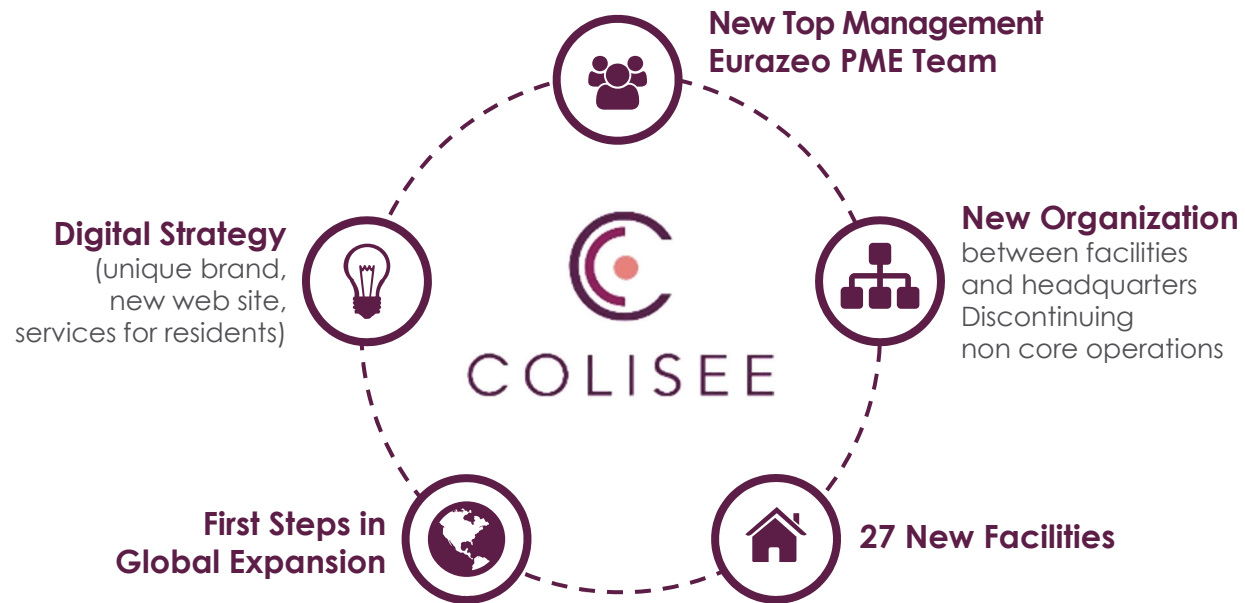 New Top Management
Eurazeo PME Team
Digital Strategy
(unique brand,
new web site,
services for residents)
New Organization
between facilities
and headquarters
Discontinuing
non core operations
COLISEE
First Steps in
Global Expansion
27 New Facilities